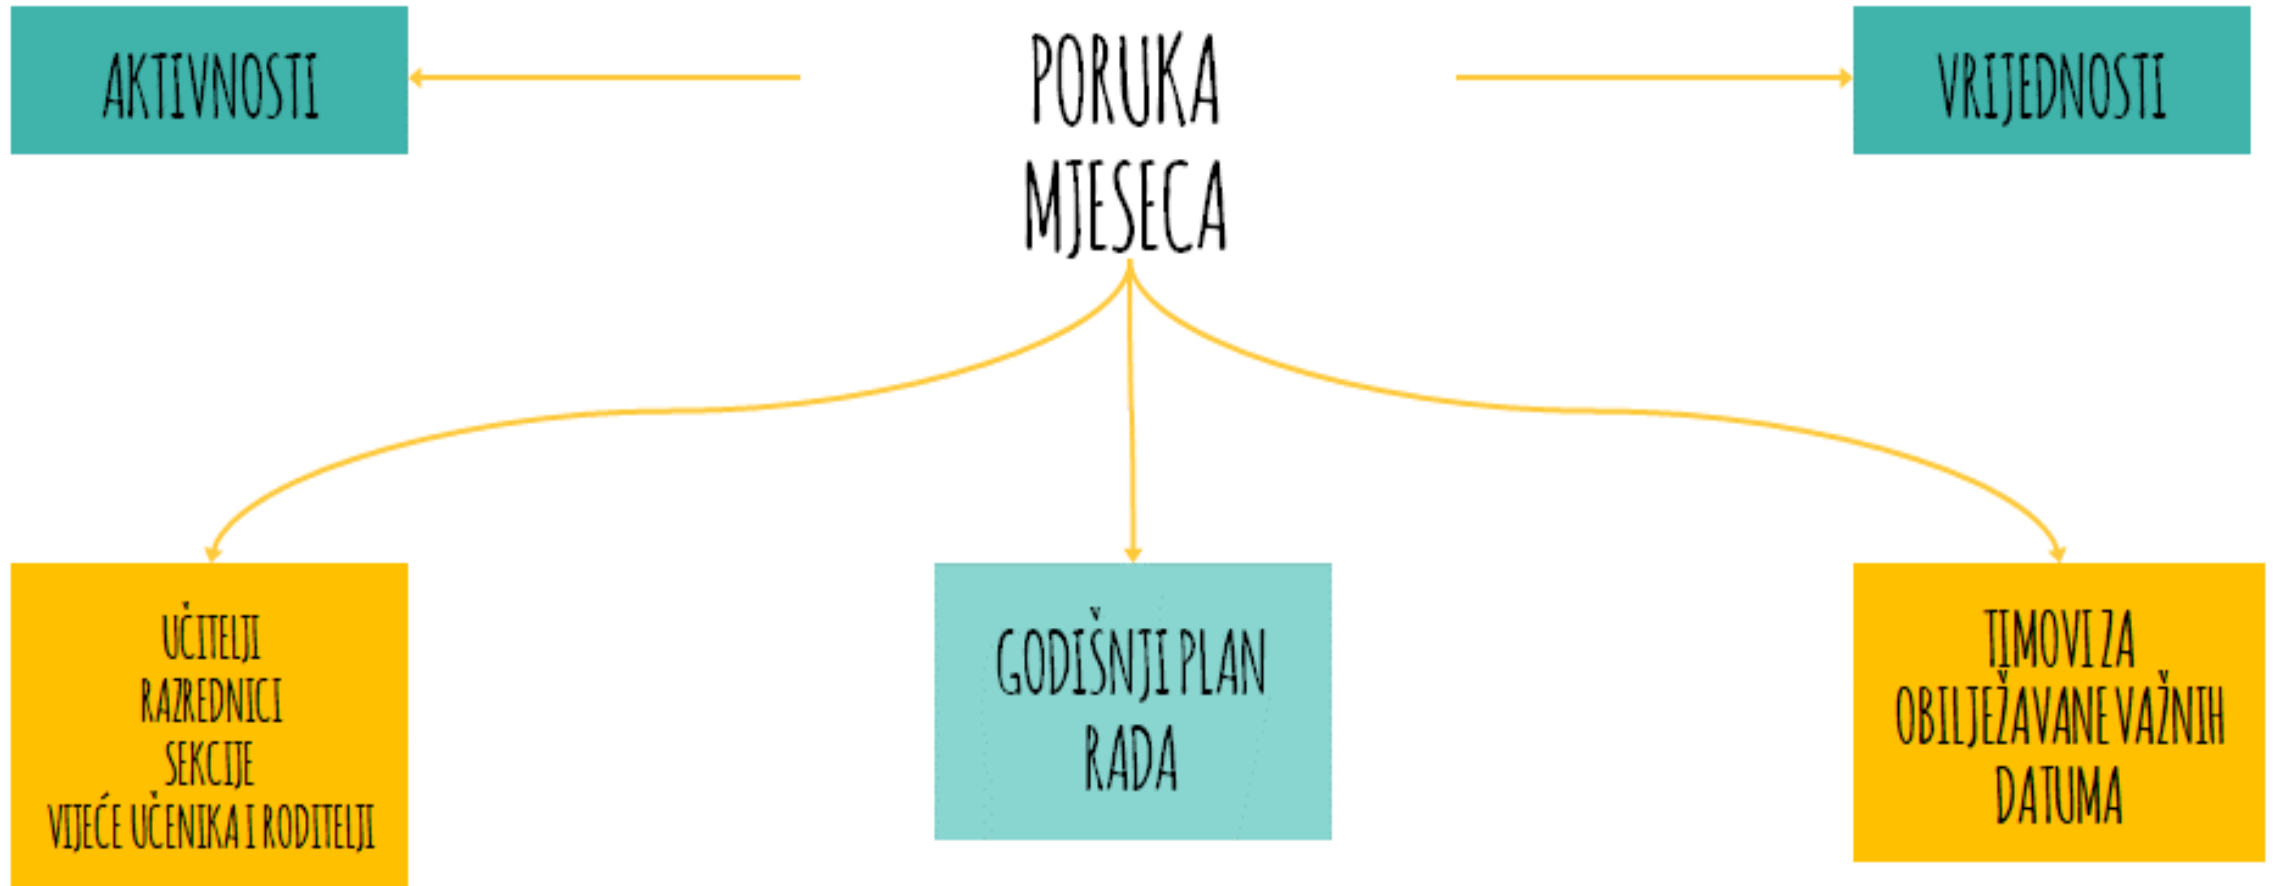 AKTIVNOSTI
PORUKA
MJESECA
VRIJEDNOSTI
UČITELJI
RAZREDNICI
SEKCIJE
VIJEĆE UČENIKA I RODITELJI
GODIŠNJI PLAN
RADA
TIMOVI ZA
OBILJEŽAVANE VAŽNIH
DATUMA